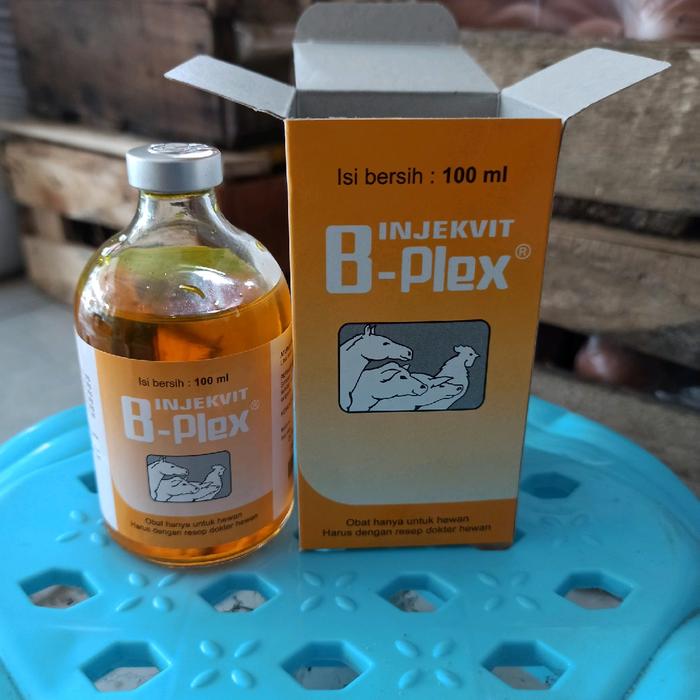 Isi bersih : 100 ml
INJEKVIT
B-Plex®
Obat hanya untuk hewan
Harus dengan resep dokter hewan
Isi bersih : 100 ml
INJEKVIT
B-Plex®
Obat hanya untuk hewan
Harus dengan resep dokter hewan